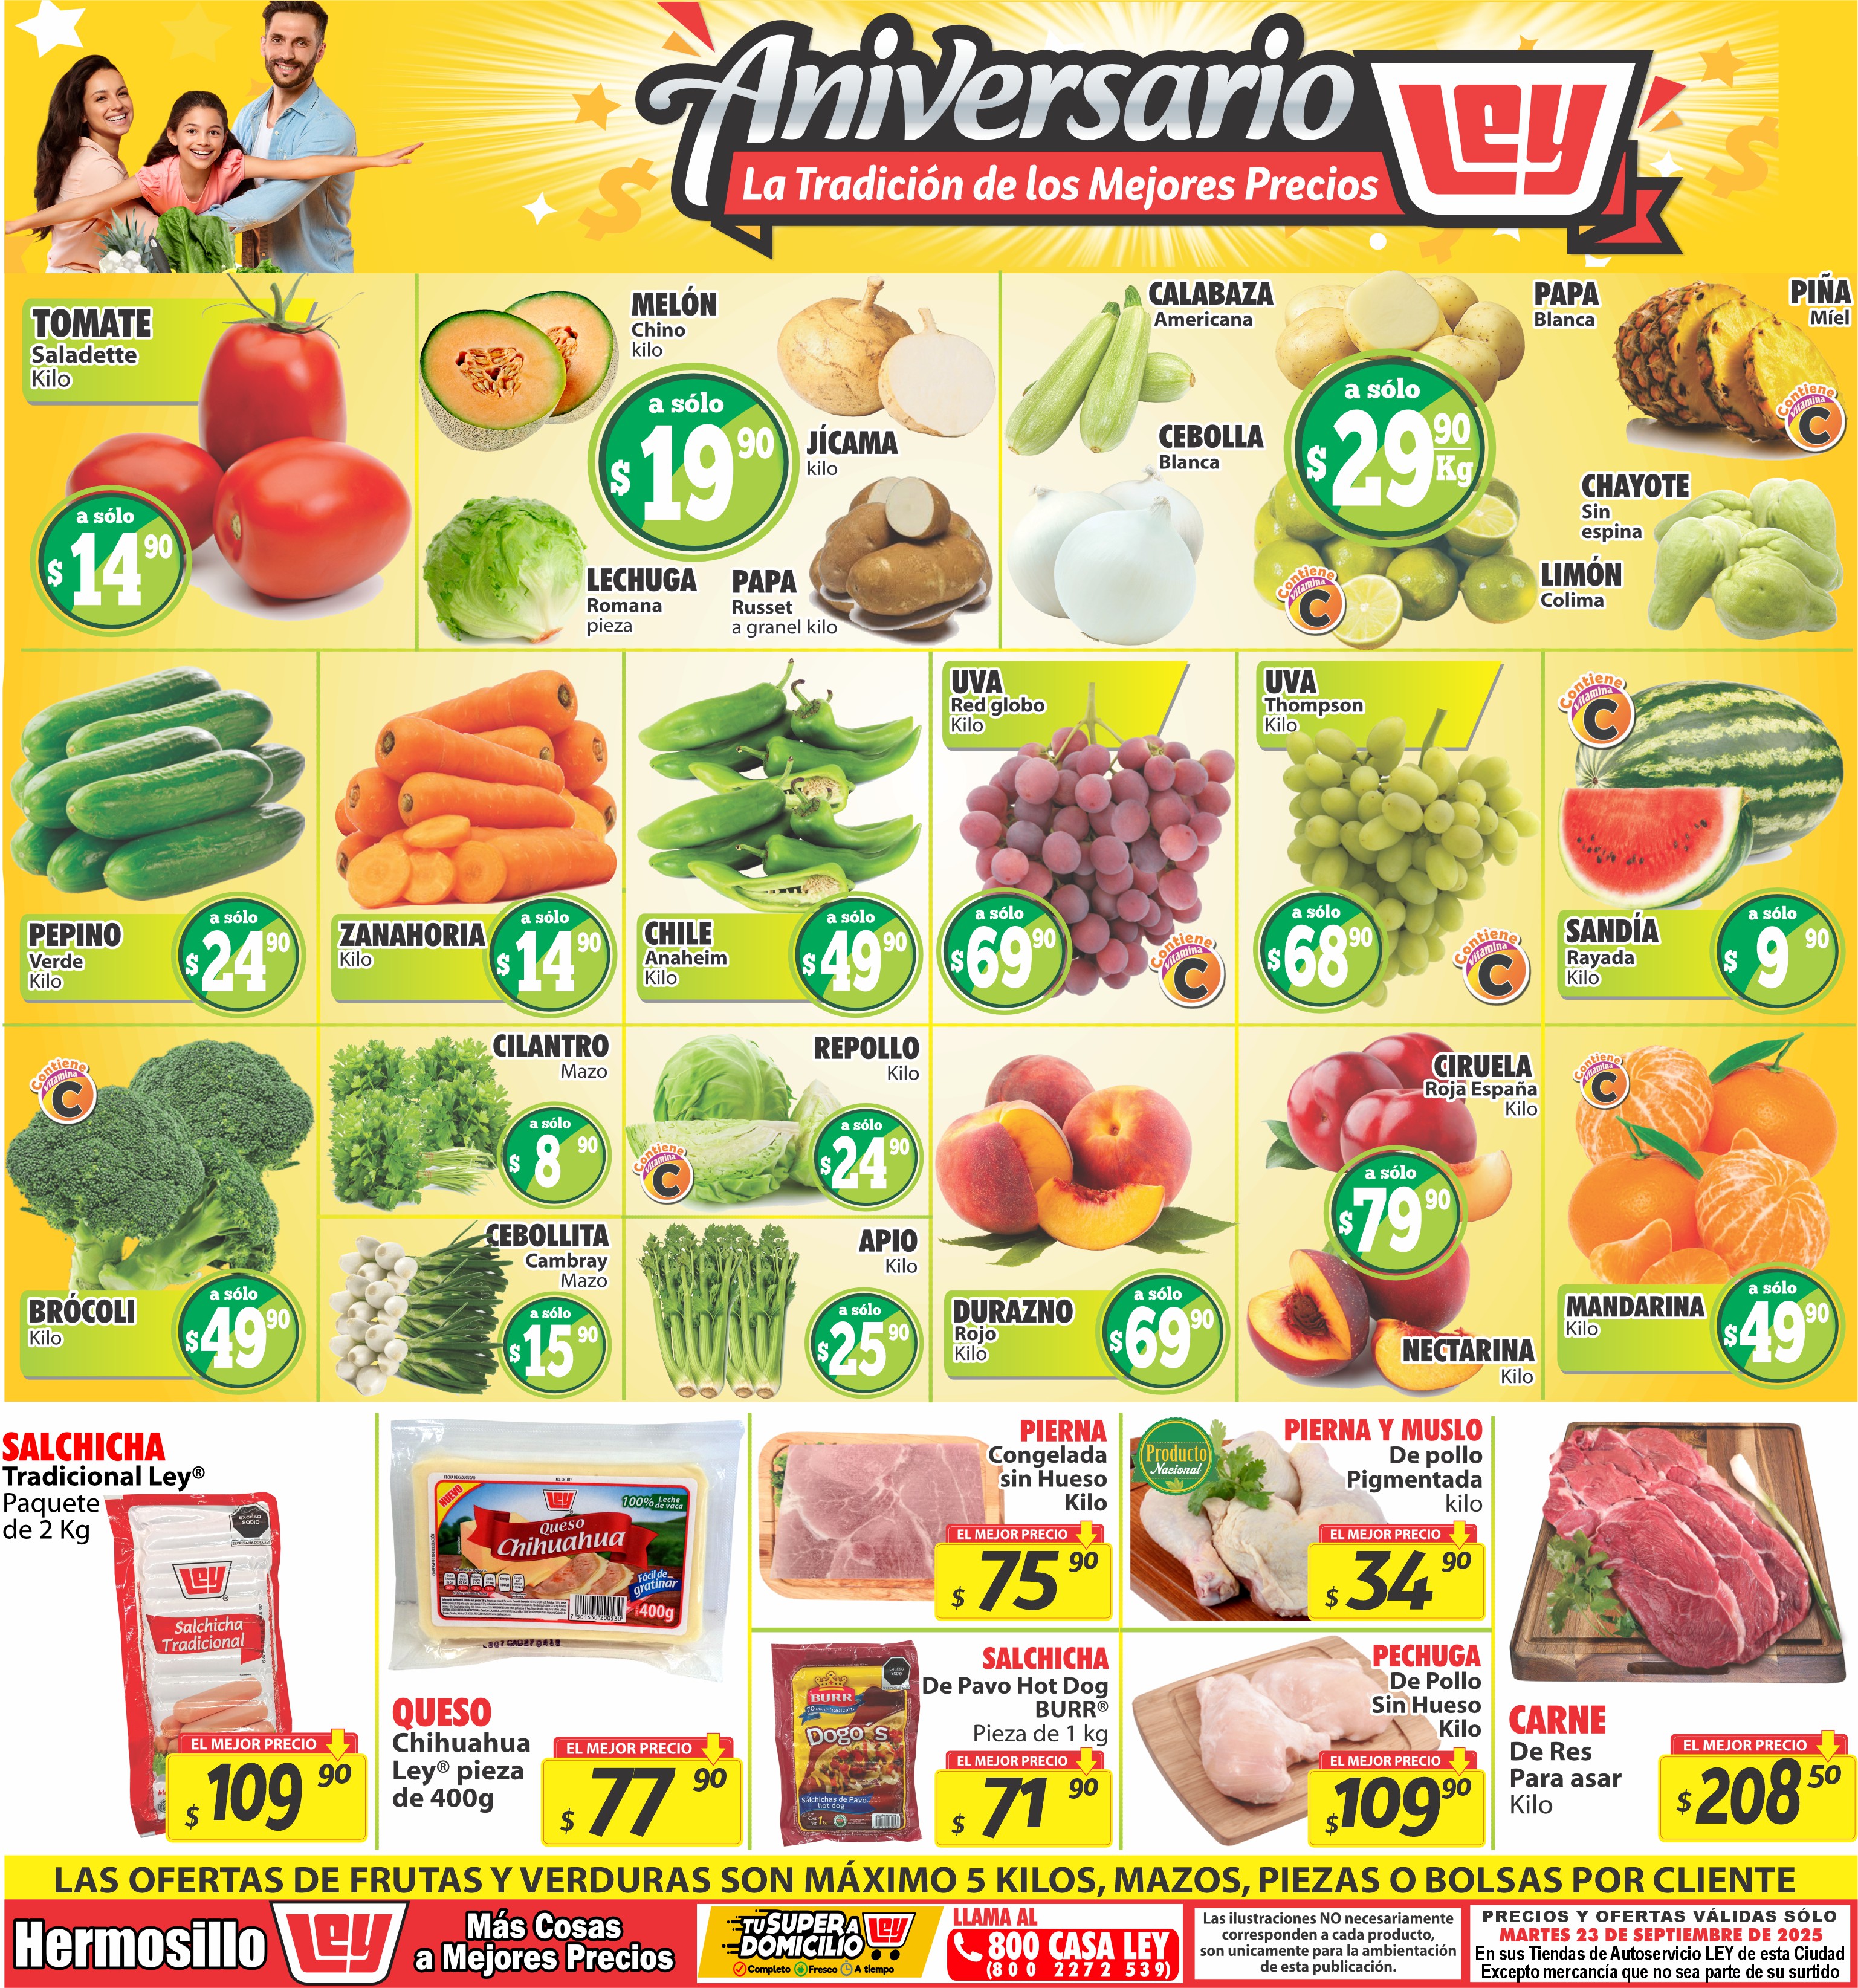 Aniversario
LEY
La Tradición de los Mejores Precios
TOMATE
Saladette
Kilo
a sólo
$ 14 90
MELÓN
Chino
kilo
a sólo
$ 19 90
JÍCAMA
kilo
LECHUGA
Romana
pieza
PAPA
Russet
a granel kilo
CALABAZA
Americana
PAPA
Blanca
PIÑA
Míel
Contiene
Vitamina
C
a sólo
$ 29 90
Kg
CEBOLLA
Blanca
CHAYOTE
Sin
espina
LIMÓN
Colima
Contiene
Vitamina
C
PEPINO
Verde
Kilo
a sólo
$ 24 90
ZANAHORIA
Kilo
a sólo
$ 14 90
CHILE
Anaheim
Kilo
a sólo
$ 49 90
UVA
Red globo
Kilo
a sólo
$ 69 90
Contiene
Vitamina
C
UVA
Thompson
Kilo
a sólo
$ 68 90
Contiene
Vitamina
C
Contiene
Vitamina
C
SANDÍA
Rayada
Kilo
a sólo
$ 9 90
Contiene
Vitamina
C
BRÓCOLI
Kilo
a sólo
$ 49 90
CILANTRO
Mazo
a sólo
$ 8 90
CEBOLLITA
Cambray
Mazo
a sólo
$ 15 90
REPOLLO
Kilo
a sólo
$ 24 90
Contiene
Vitamina
C
APIO
Kilo
a sólo
$ 25 90
DURAZNO
Rojo
Kilo
a sólo
$ 69 90
CIRUELA
Roja España
Kilo
a sólo
$ 79 90
NECTARINA
Kilo
Contiene
Vitamina
C
MANDARINA
Kilo
a sólo
$ 49 90
SALCHICHA
Tradicional Ley®
Paquete
de 2 Kg
EXCESO
SODIO
LEY
Salchicha
Tradicional
EL MEJOR PRECIO
$ 109 90
NUEVO
LEY
100% Leche
de vaca
Queso
Chihuahua
Fácil de
gratinar
400g
7 501630 200530
QUESO
Chihuahua
Ley® pieza
de 400g
EL MEJOR PRECIO
$ 77 90
PIERNA
Congelada
sin Hueso
Kilo
EL MEJOR PRECIO
$ 75 90
Producto
Nacional
PIERNA Y MUSLO
De pollo
Pigmentada
kilo
EL MEJOR PRECIO
$ 34 90
BURR
Dogo's
Salchichas de Pavo
hot dog
1kg
SALCHICHA
De Pavo Hot Dog
BURR®
Pieza de 1 kg
EL MEJOR PRECIO
$ 71 90
PECHUGA
De Pollo
Sin Hueso
Kilo
EL MEJOR PRECIO
$ 109 90
CARNE
De Res
Para asar
Kilo
EL MEJOR PRECIO
$ 208 50
LAS OFERTAS DE FRUTAS Y VERDURAS SON MÁXIMO 5 KILOS, MAZOS, PIEZAS O BOLSAS POR CLIENTE
Hermosillo
LEY
Más Cosas
a Mejores Precios
TU SUPER A
DOMICILIO
LEY
Completo Fresco A tiempo
LLAMA AL
800 CASA LEY
(800 2272 539)
Las ilustraciones NO necesariamente
corresponden a cada producto,
son unicamente para la ambientación
de esta publicación.
PRECIOS Y OFERTAS VÁLIDAS SÓLO
MARTES 23 DE SEPTIEMBRE DE 2025
En sus Tiendas de Autoservicio LEY de esta Ciudad
Excepto mercancía que no sea parte de su surtido